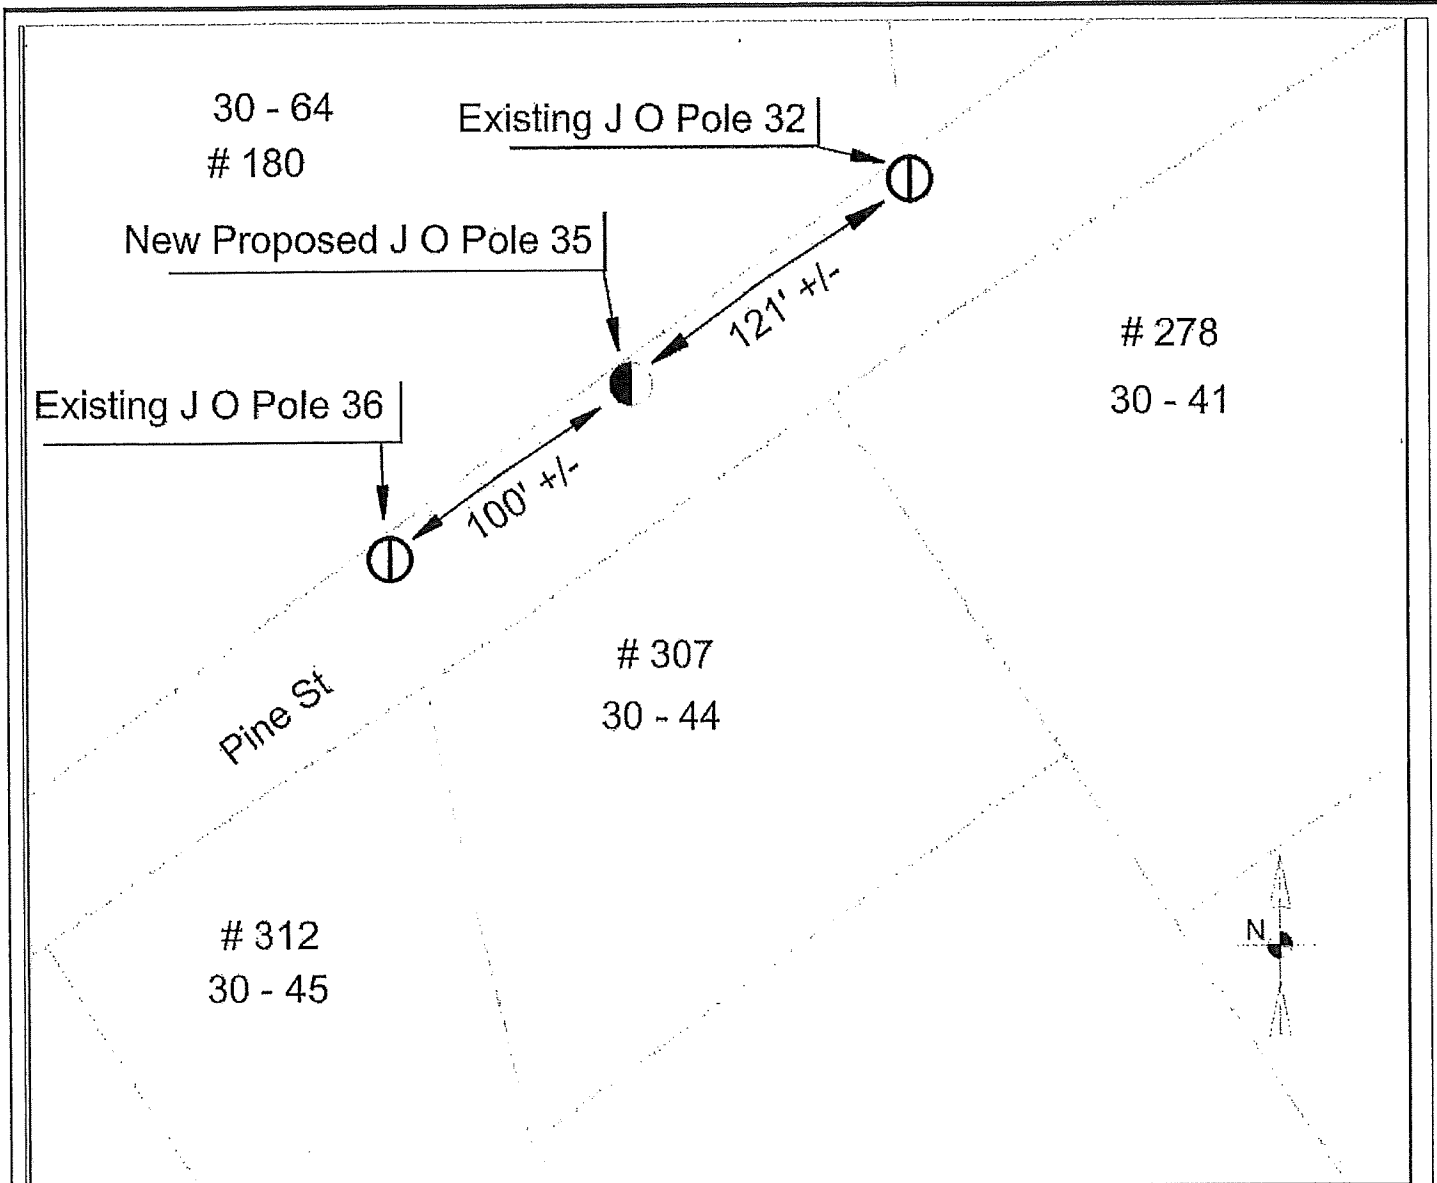 30 - 64
# 180
Existing J O Pole 32
New Proposed J O Pole 35
121' +/-
# 278
30 - 41
Existing J O Pole 36
100' +/-
# 307
30 - 44
Pine St
# 312
30 - 45
N